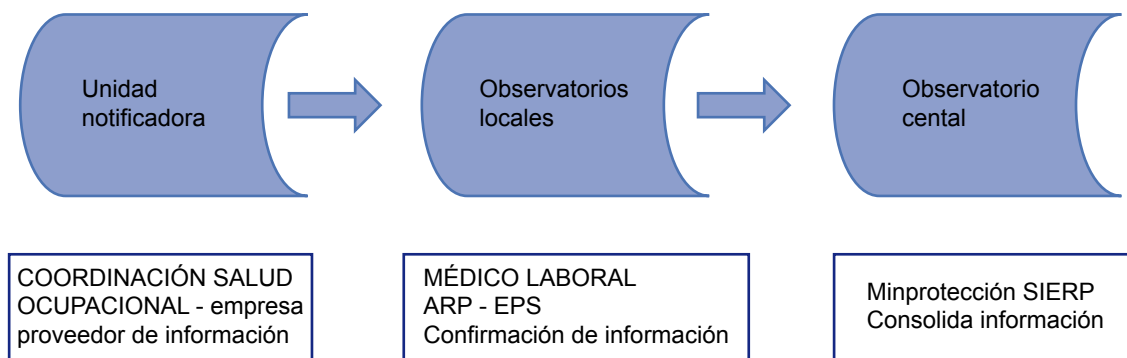 Unidad
notificadora
Observatorios
locales
Observatorio
cental
COORDINACIÓN SALUD
OCUPACIONAL - empresa
proveedor de información
MÉDICO LABORAL
ARP - EPS
Confirmación de información
Minprotección SIERP
Consolida información